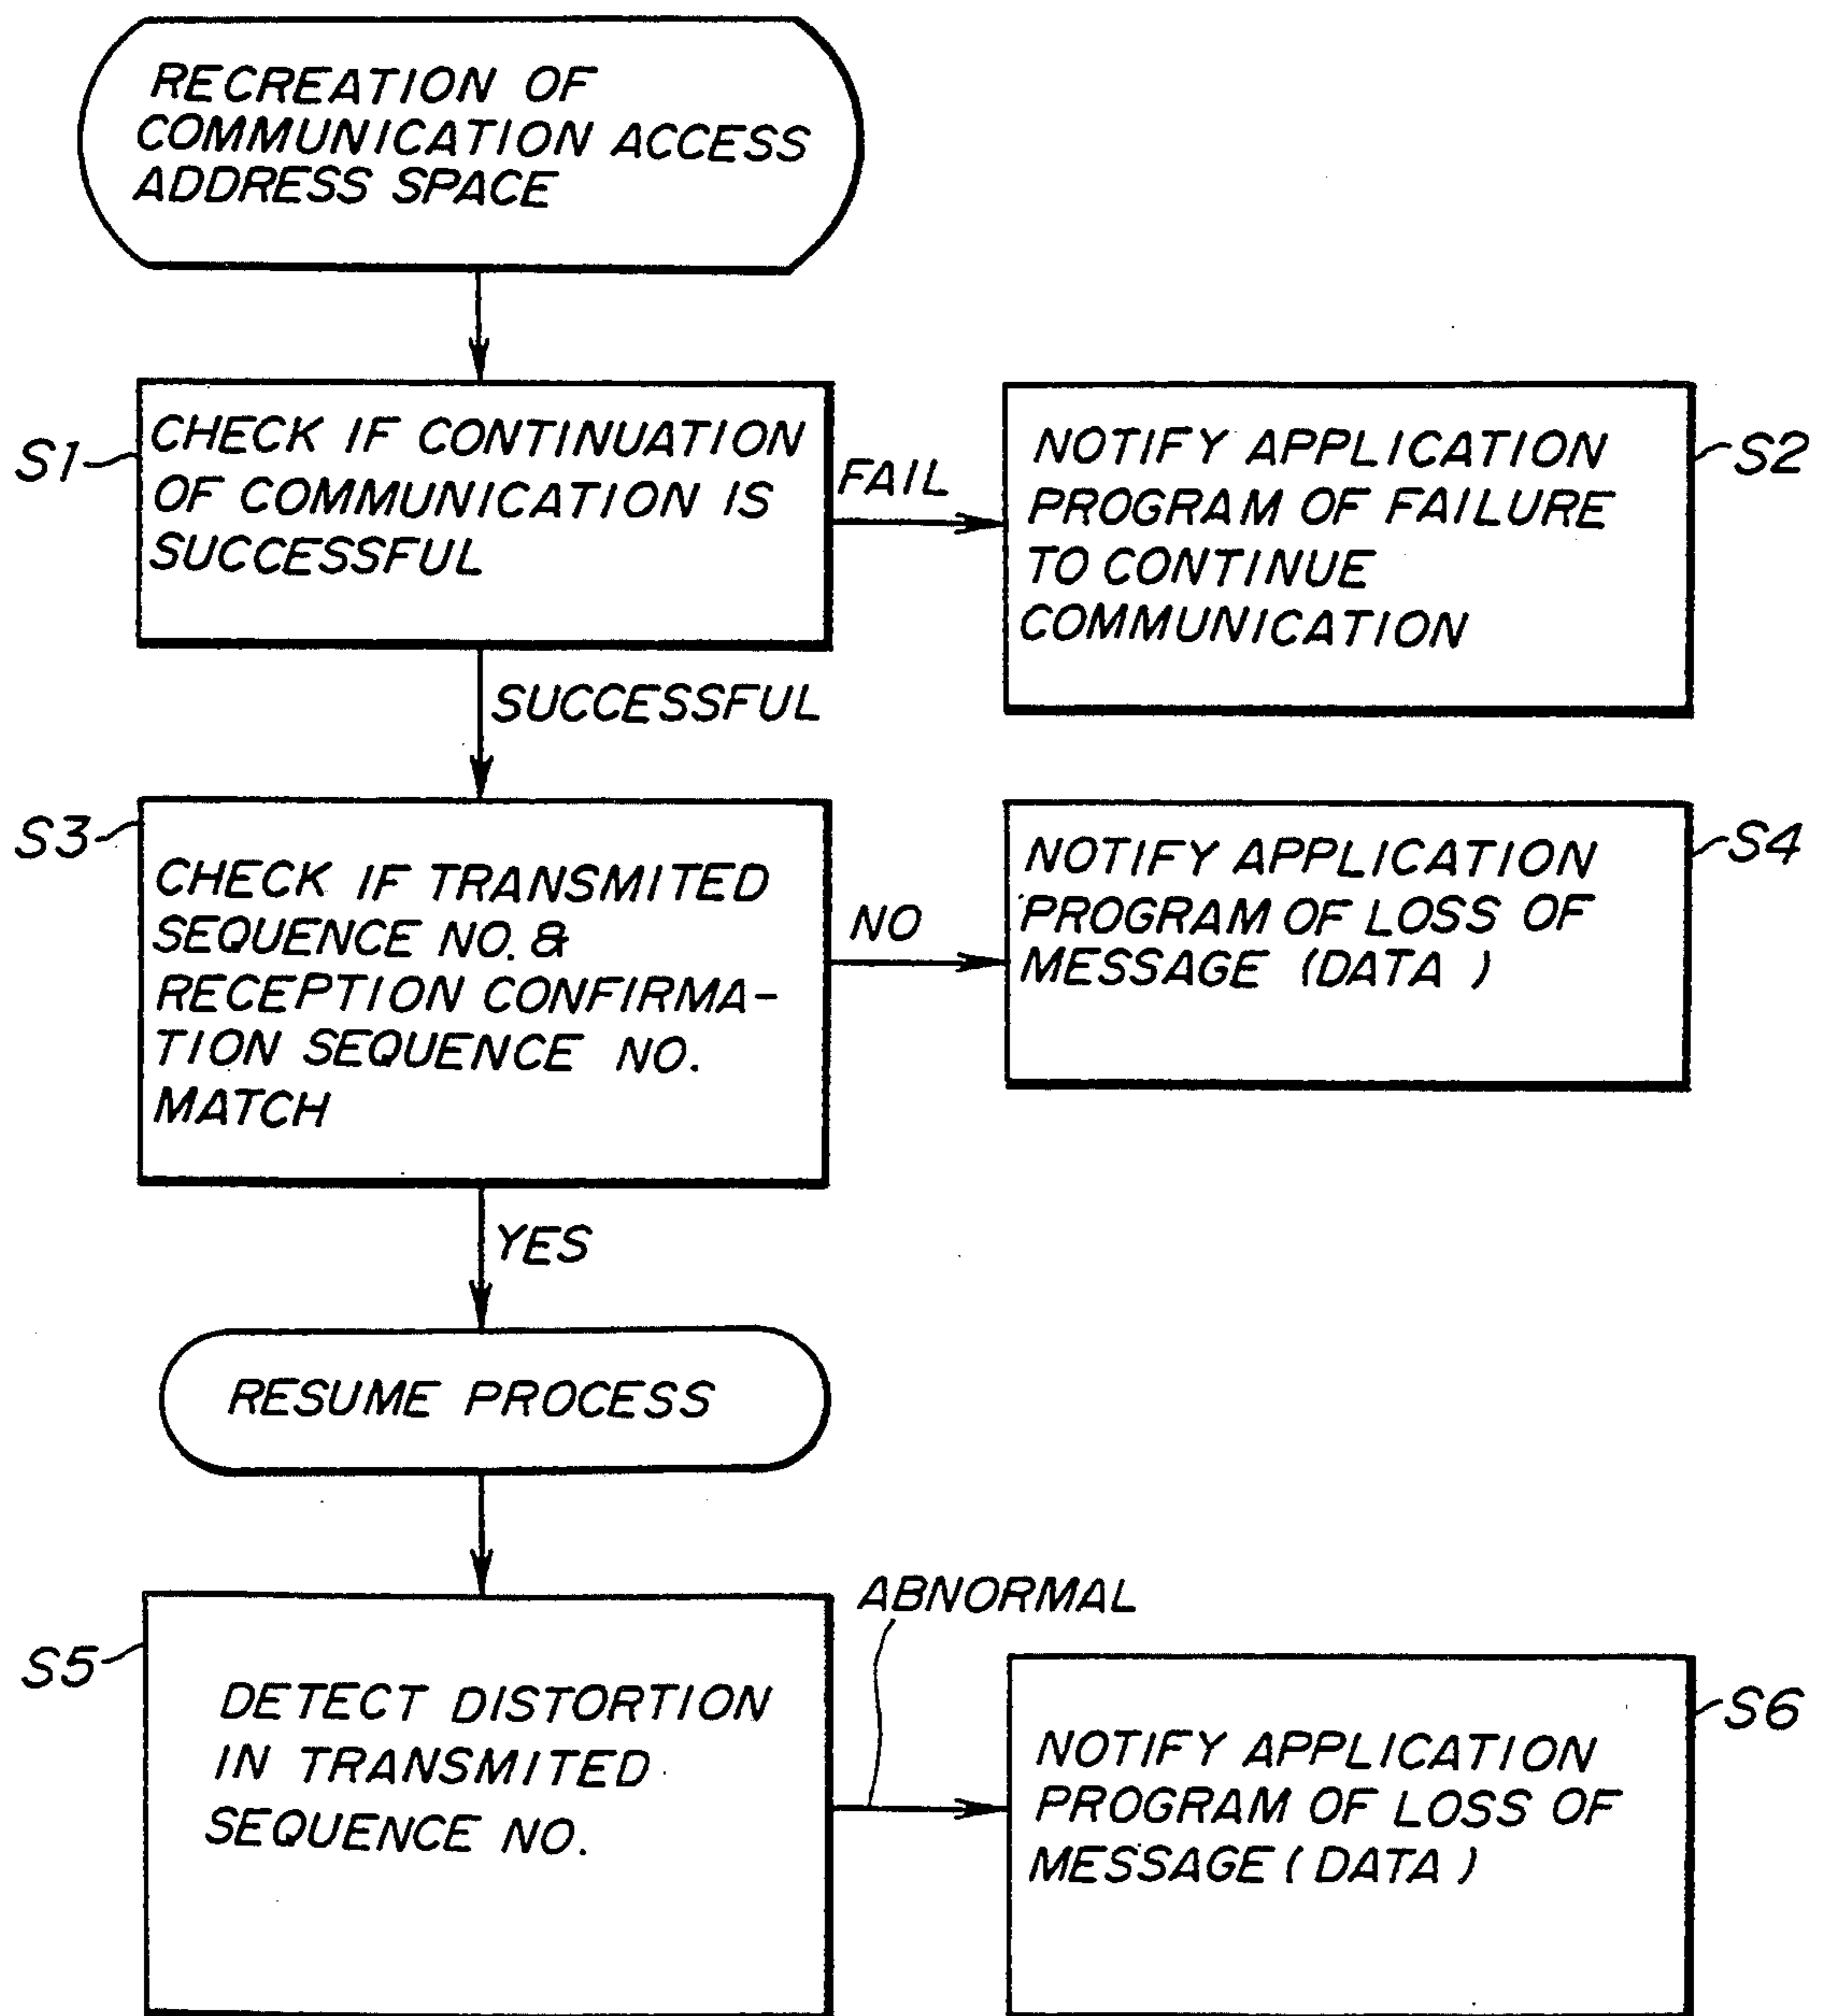 RECREATION OF
COMMUNICATION ACCESS
ADDRESS SPACE
S1
CHECK IF CONTINUATION
OF COMMUNICATION IS
SUCCESSFUL
FAIL
NOTIFY APPLICATION
PROGRAM OF FAILURE
TO CONTINUE
COMMUNICATION
S2
SUCCESSFUL
S3
CHECK IF TRANSMITED
SEQUENCE NO. &
RECEPTION CONFIRMA-
TION SEQUENCE NO.
MATCH
NO
NOTIFY APPLICATION
PROGRAM OF LOSS OF
MESSAGE (DATA)
S4
YES
RESUME PROCESS
S5
DETECT DISTORTION
IN TRANSMITED
SEQUENCE NO.
ABNORMAL
NOTIFY APPLICATION
PROGRAM OF LOSS OF
MESSAGE (DATA)
S6